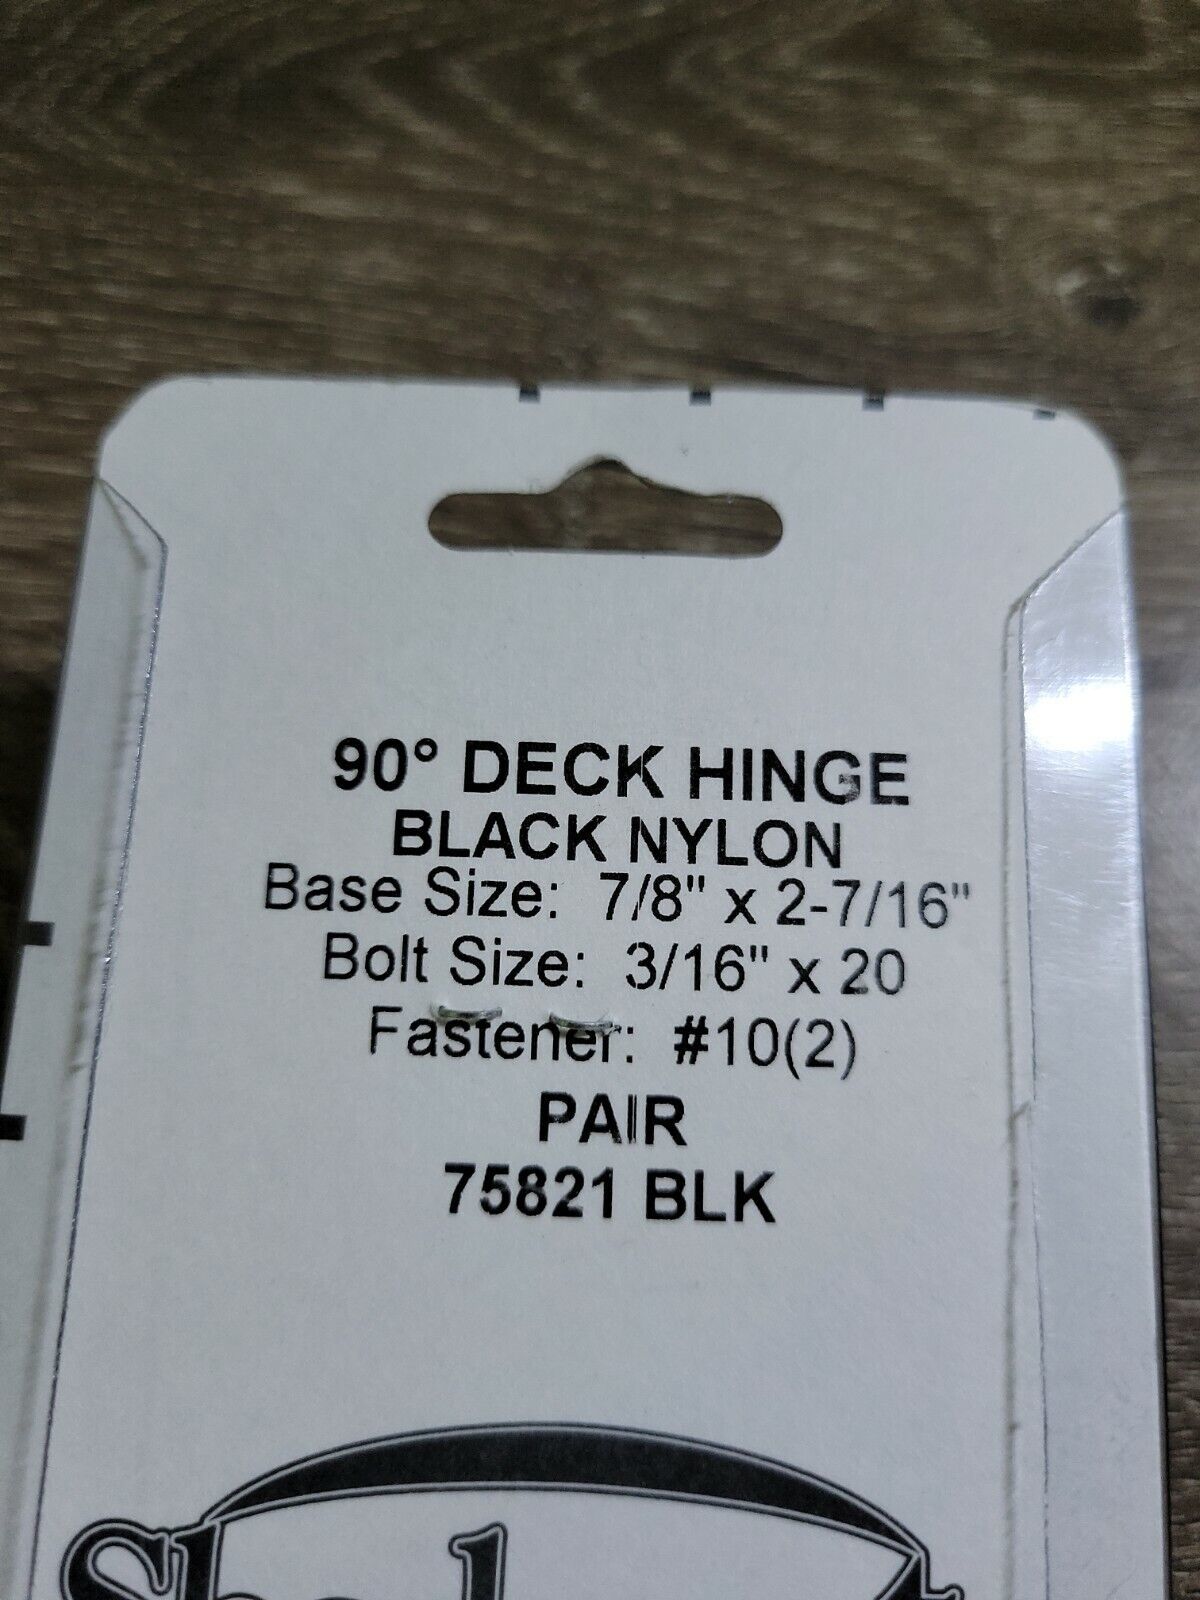 90° DECK HINGE
BLACK NYLON
Base Size: 7/8" x 2-7/16"
Bolt Size: 3/16" x 20
Fastener: #10(2)
PAIR
75821 BLK